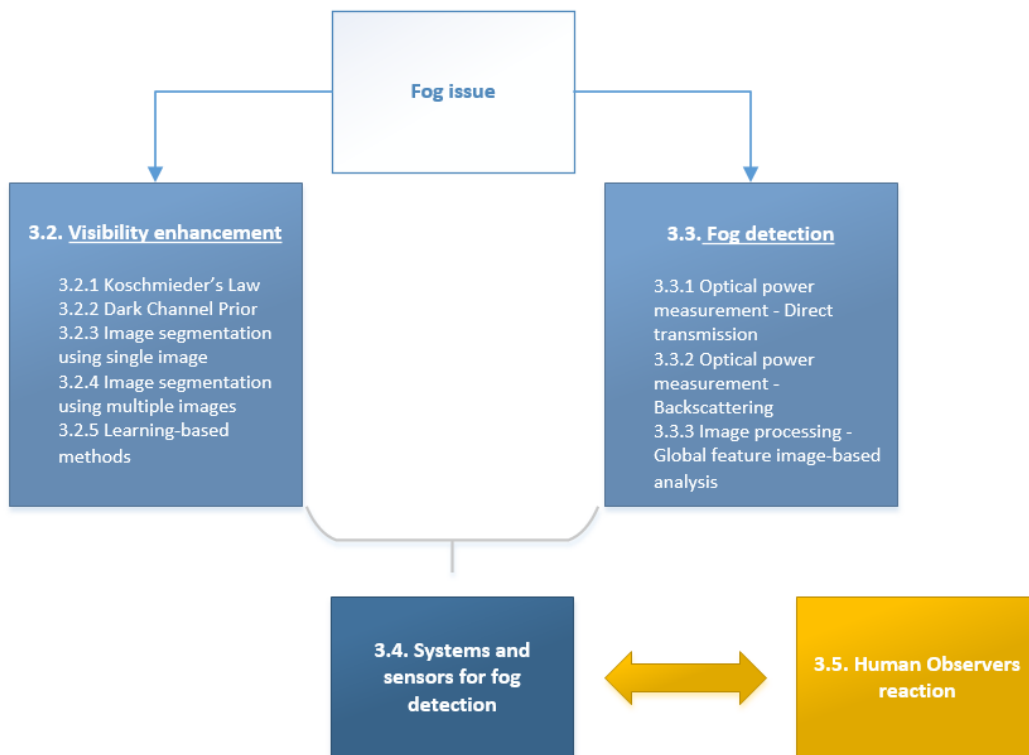 Fog issue
3.2. Visibility enhancement
3.2.1 Koschmieder's Law
3.2.2 Dark Channel Prior
3.2.3 Image segmentation
using single image
3.2.4 Image segmentation
using multiple images
3.2.5 Learning-based
methods
3.3. Fog detection
3.3.1 Optical power
measurement - Direct
transmission
3.3.2 Optical power
measurement -
Backscattering
3.3.3 Image processing -
Global feature image-based
analysis
3.4. Systems and
sensors for fog
detection
3.5. Human Observers
reaction